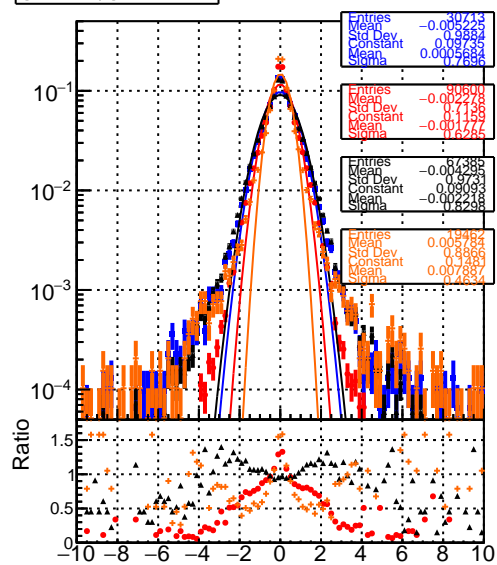 Entries 30713
Mean −0.005225
Std Dev 0.9884
Constant 0.09735
Mean 0.0005684
Sigma 0.7696
Entries 90600
Mean −0.002278
Std Dev 0.7136
Constant 0.1159
Mean −0.001777
Sigma 0.6285
Entries 67385
Mean −0.004295
Std Dev 0.9731
Constant 0.09093
Mean −0.002218
Sigma 0.8298
Entries 19462
Mean 0.005784
Std Dev 0.8866
Constant 0.1481
Mean 0.007887
Sigma 0.4634
10−1
10−2
10−3
10−4
Ratio
1.5
1
0.5
0
−10 −8 −6 −4 −2 0 2 4 6 8 10